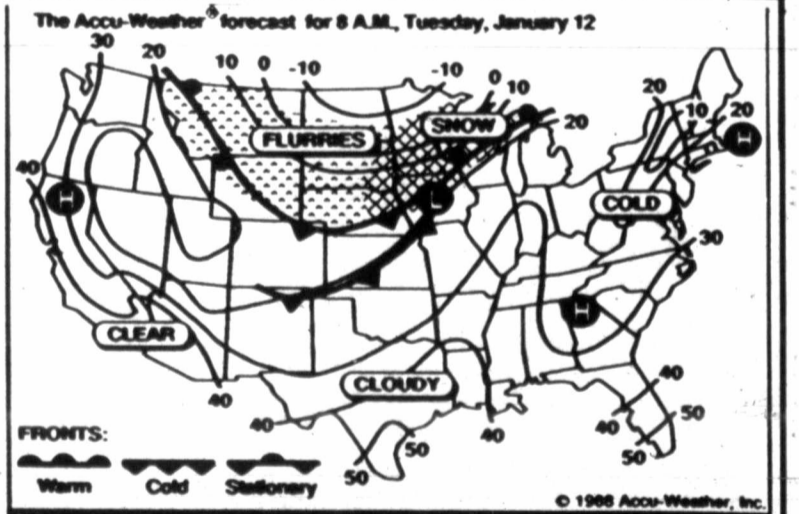 The Accu-Weather® forecast for 8 A.M., Tuesday, January 12
30
20
10
0
-10
-10
0
10
20
20
10
20
FLURRIES
SNOW
H
40
H
L
COLD
30
H
CLEAR
CLOUDY
40
40
40
40
50
40
50
50
50
FRONTS:
Warm
Cold
Stationery
© 1988 Accu-Weather, Inc.